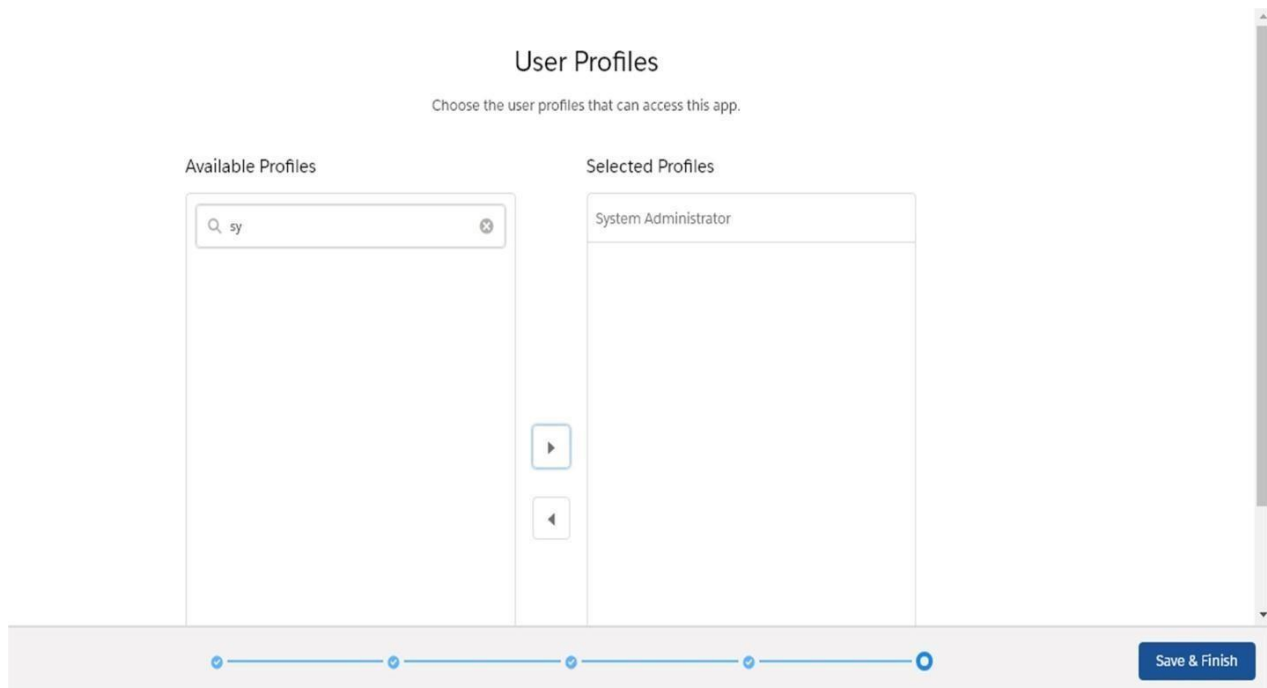 User Profiles
Choose the user profiles that can access this app.
Available Profiles
Selected Profiles
sy
System Administrator
Save & Finish